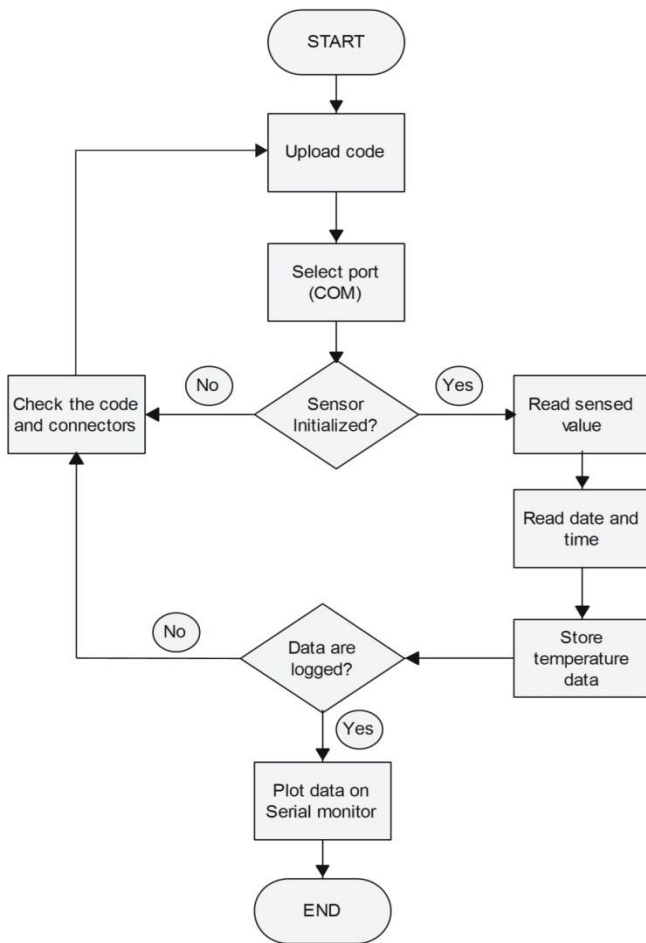 START
Upload code
Select port
(COM)
No
Yes
Check the code
and connectors
Sensor
Initialized?
Read sensed
value
Read date and
time
No
Data are
logged?
Store
temperature
data
Yes
Plot data on
Serial monitor
END